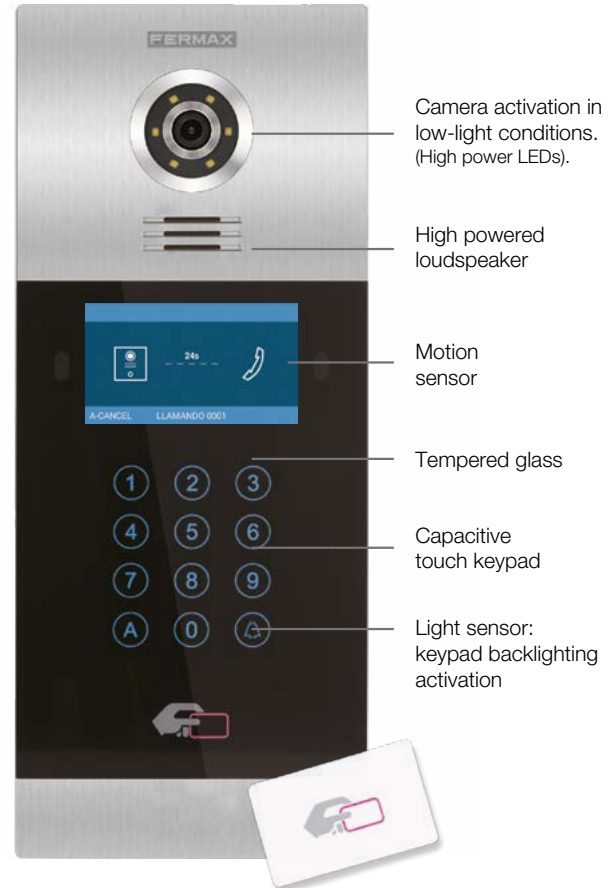 FERMAX
Camera activation in
low-light conditions.
(High power LEDs).
High powered
loudspeaker
24s
Motion
sensor
A-CANCEL LLAMANDO 0001
Tempered glass
1 2 3
4 5 6
Capacitive
touch keypad
7 8 9
A 0
Light sensor:
keypad backlighting
activation